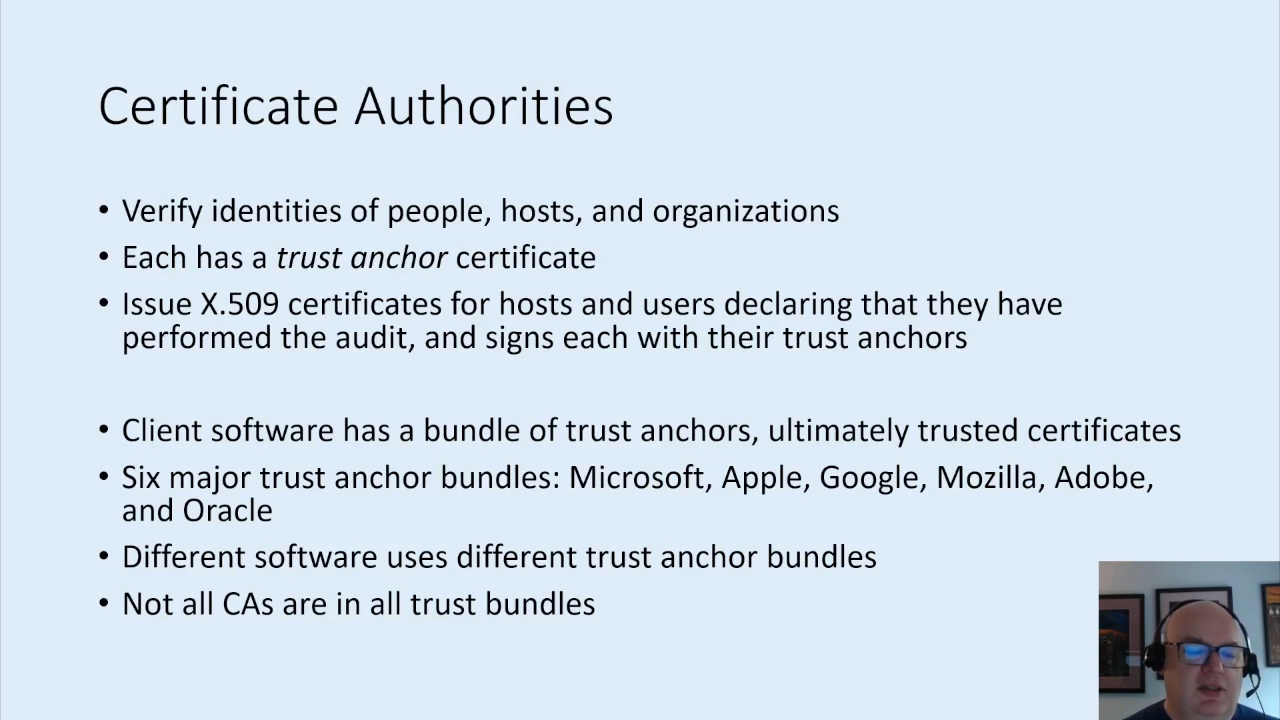 Certificate Authorities
• Verify identities of people, hosts, and organizations
• Each has a trust anchor certificate
• Issue X.509 certificates for hosts and users declaring that they have
performed the audit, and signs each with their trust anchors
• Client software has a bundle of trust anchors, ultimately trusted certificates
• Six major trust anchor bundles: Microsoft, Apple, Google, Mozilla, Adobe,
and Oracle
• Different software uses different trust anchor bundles
• Not all CAs are in all trust bundles